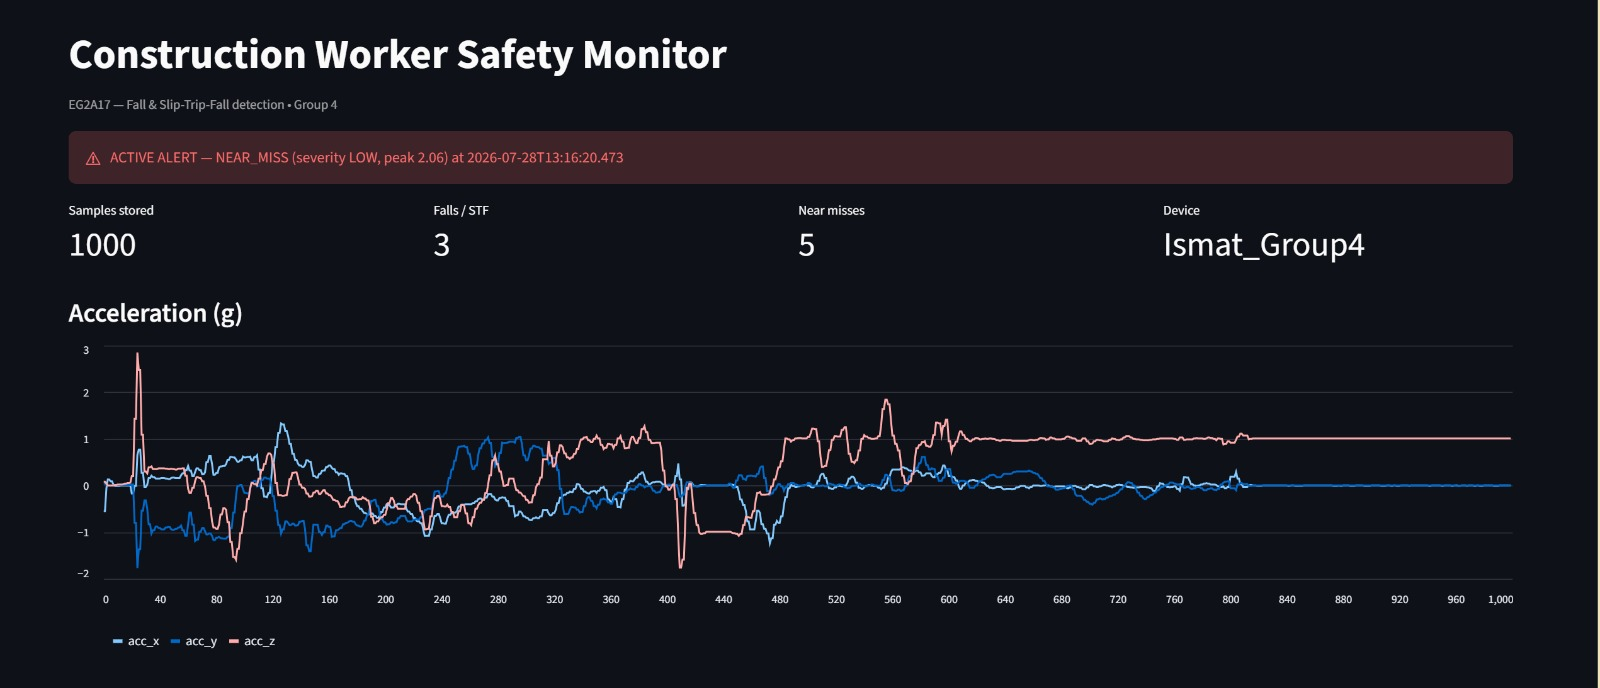 Construction Worker Safety Monitor
EG2A17 — Fall & Slip-Trip-Fall detection • Group 4
ACTIVE ALERT — NEAR_MISS (severity LOW, peak 2.06) at 2026-07-28T13:16:20.473
Samples stored Falls / STF Near misses Device
1000 3 5 Ismat_Group4
Acceleration (g)
3
2
1
0
−1
−2
0 40 80 120 160 200 240 280 320 360 400 440 480 520 560 600 640 680 720 760 800 840 880 920 960 1,000
acc_x acc_y acc_z